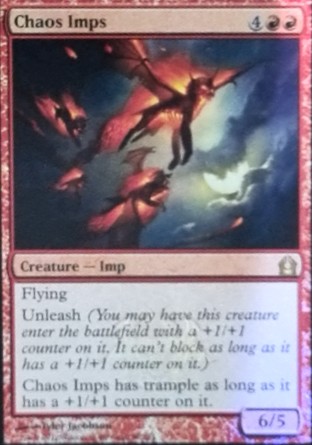 Chaos Imps 4
Creature — Imp
Flying
Unleash (You may have this creature
enter the battlefield with a +1/+1
counter on it. It can't block as long as it
has a +1/+1 counter on it.)
Chaos Imps has trample as long as it
has a +1/+1 counter on it.
Tyler Jacobson
6/5